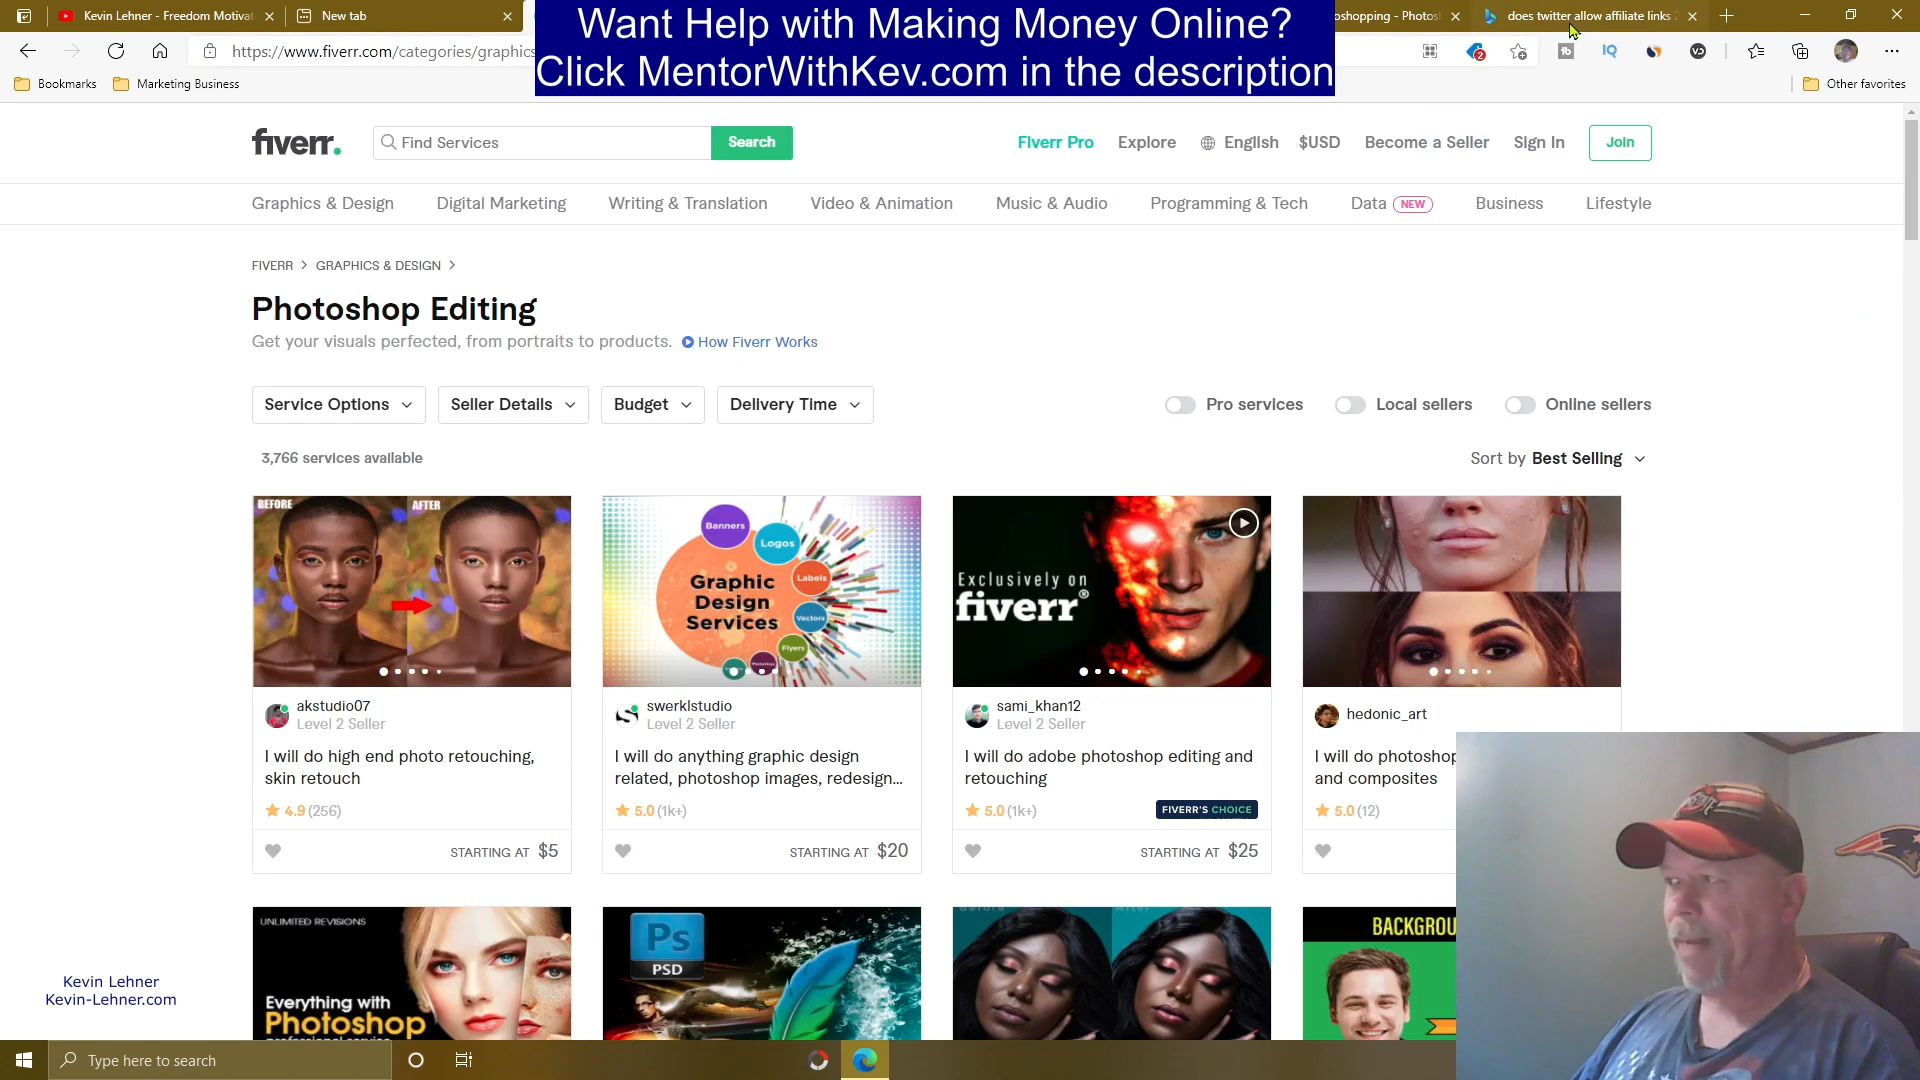 Kevin Lehner - Freedom Motivat
New tab
Want Help with Making Money Online?
Click MentorWithKev.com in the description
oshopping - Photos
does twitter allow affiliate links
https://www.fiverr.com/categories/graphics
2
tb
IQ
VD
Bookmarks
Marketing Business
Other favorites
fiverr.
Find Services
Search
Fiverr Pro
Explore
English
$USD
Become a Seller
Sign In
Join
Graphics & Design
Digital Marketing
Writing & Translation
Video & Animation
Music & Audio
Programming & Tech
Data NEW
Business
Lifestyle
FIVERR > GRAPHICS & DESIGN >
Photoshop Editing
Get your visuals perfected, from portraits to products.
How Fiverr Works
Service Options
Seller Details
Budget
Delivery Time
Pro services
Local sellers
Online sellers
3,766 services available
Sort by Best Selling
BEFORE
AFTER
akstudio07
Level 2 Seller
I will do high end photo retouching,
skin retouch
4.9 (256)
STARTING AT $5
Banners
Logos
Labels
Vectors
Flyers
Graphic
Design
Services
swerklstudio
Level 2 Seller
I will do anything graphic design
related, photoshop images, redesign...
5.0 (1k+)
STARTING AT $20
Exclusively on
fiverr®
sami_khan12
Level 2 Seller
I will do adobe photoshop editing and
retouching
5.0 (1k+)
FIVERR'S CHOICE
STARTING AT $25
hedonic_art
I will do photoshop
and composites
5.0 (12)
UNLIMITED REVISIONS
Everything with
Photoshop
Ps
PSD
Before
After
BACKGROU
Kevin Lehner
Kevin-Lehner.com
Type here to search